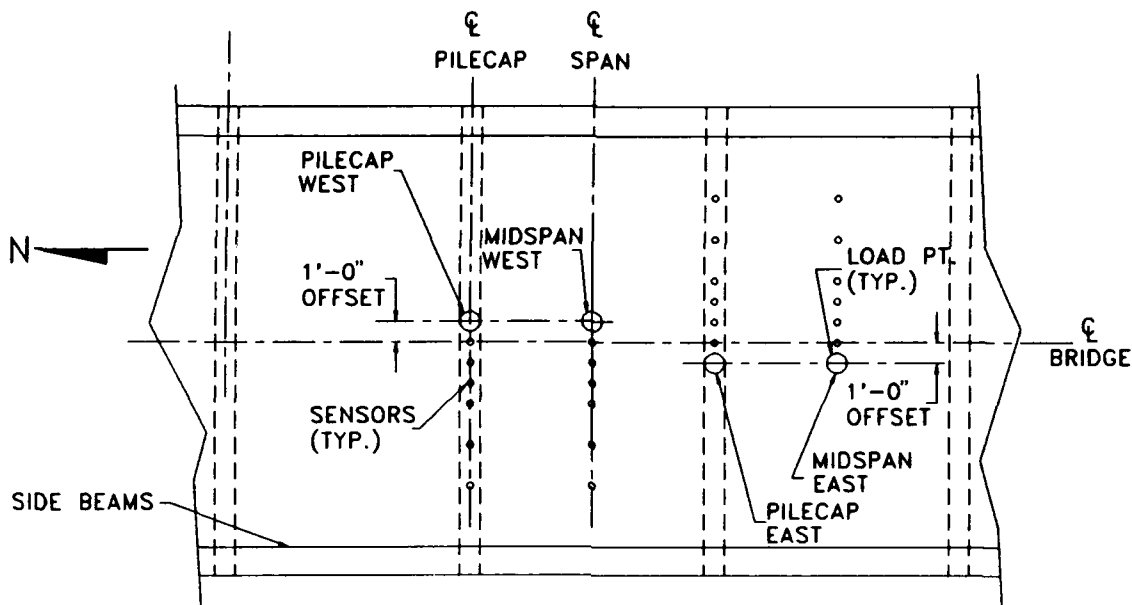 ℄ ℄
PILECAP SPAN
PILECAP
WEST
MIDSPAN
WEST
N
1'-0"
OFFSET
LOAD PT.
(TYP.)
℄
BRIDGE
SENSORS
(TYP.)
1'-0"
OFFSET
MIDSPAN
EAST
SIDE BEAMS
PILECAP
EAST